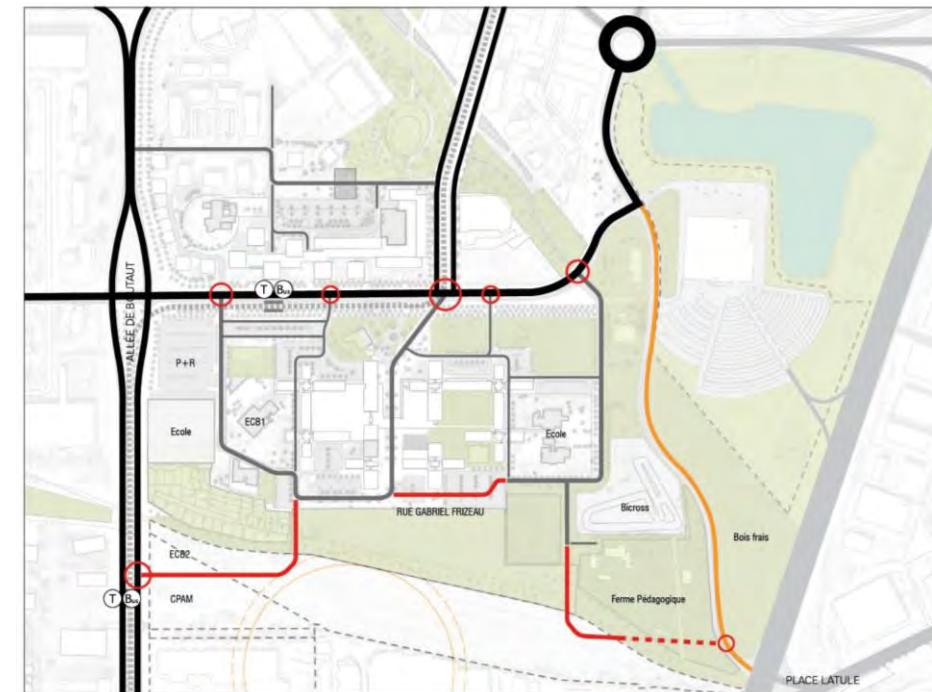 ALLÉE DE BOUTAUT
T Bus
P+R
ECB1
Ecole
Ecole
RUE GABRIEL FRIZEAU
Bicross
Bois frais
ECB2
CPAM
T Bus
Ferme Pédagogique
PLACE LATULE